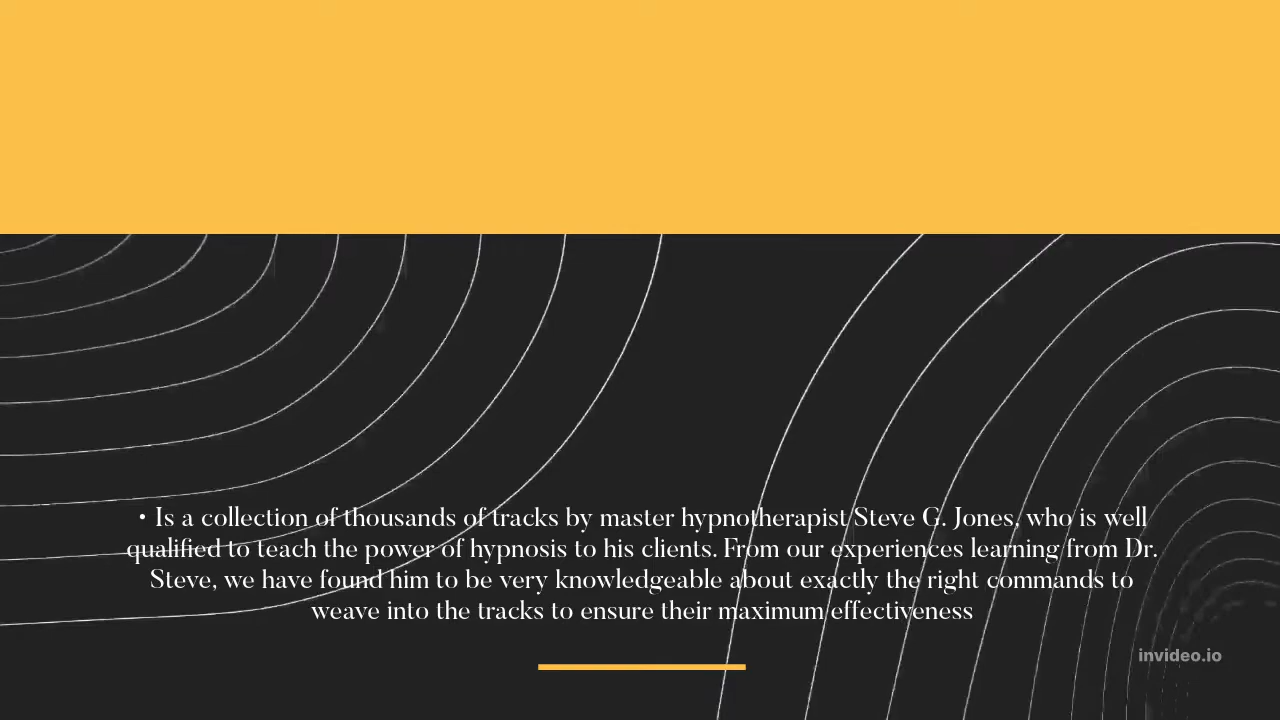 • Is a collection of thousands of tracks by master hypnotherapist Steve G. Jones, who is well
qualified to teach the power of hypnosis to his clients. From our experiences learning from Dr.
Steve, we have found him to be very knowledgeable about exactly the right commands to
weave into the tracks to ensure their maximum effectiveness
invideo.io